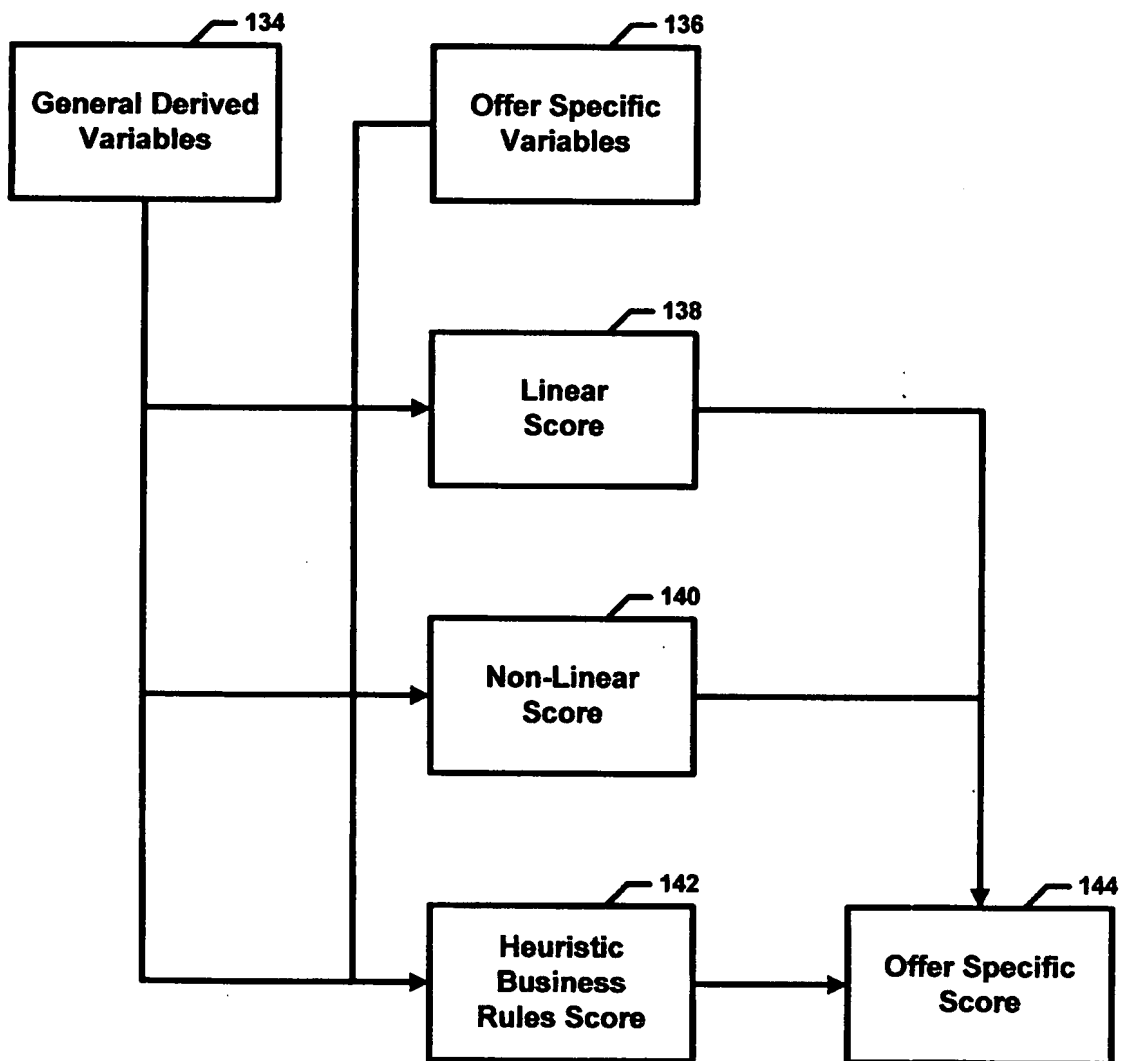 134
General Derived
Variables
136
Offer Specific
Variables
138
Linear
Score
140
Non-Linear
Score
142
Heuristic
Business
Rules Score
144
Offer Specific
Score